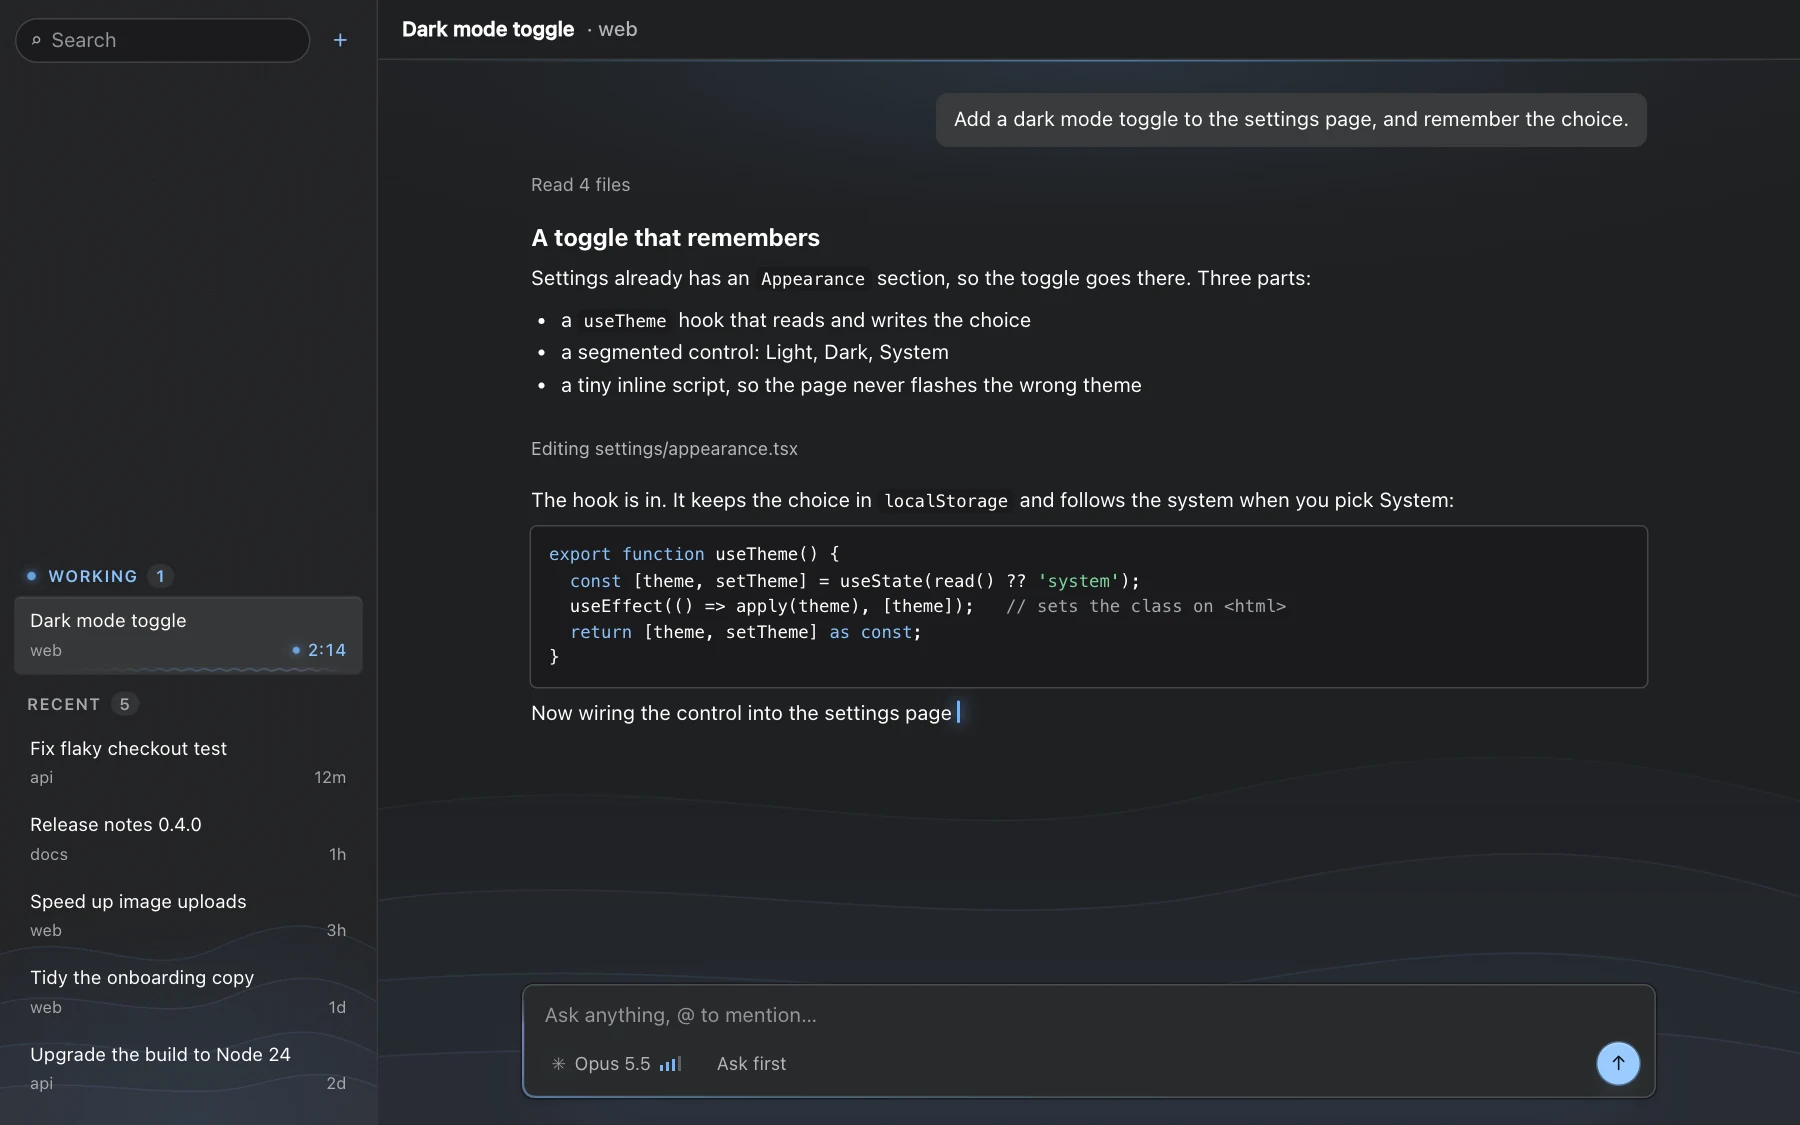 Search
+
WORKING 1
Dark mode toggle
web
2:14
RECENT 5
Fix flaky checkout test
api
12m
Release notes 0.4.0
docs
1h
Speed up image uploads
web
3h
Tidy the onboarding copy
web
1d
Upgrade the build to Node 24
api
2d
Dark mode toggle · web
Add a dark mode toggle to the settings page, and remember the choice.
Read 4 files
A toggle that remembers
Settings already has an Appearance section, so the toggle goes there. Three parts:
• a useTheme hook that reads and writes the choice
• a segmented control: Light, Dark, System
• a tiny inline script, so the page never flashes the wrong theme
Editing settings/appearance.tsx
The hook is in. It keeps the choice in localStorage and follows the system when you pick System:
export function useTheme() {
  const [theme, setTheme] = useState(read() ?? 'system');
  useEffect(() => apply(theme), [theme]);   // sets the class on <html>
  return [theme, setTheme] as const;
}
Now wiring the control into the settings page
Ask anything, @ to mention...
Opus 5.5
Ask first